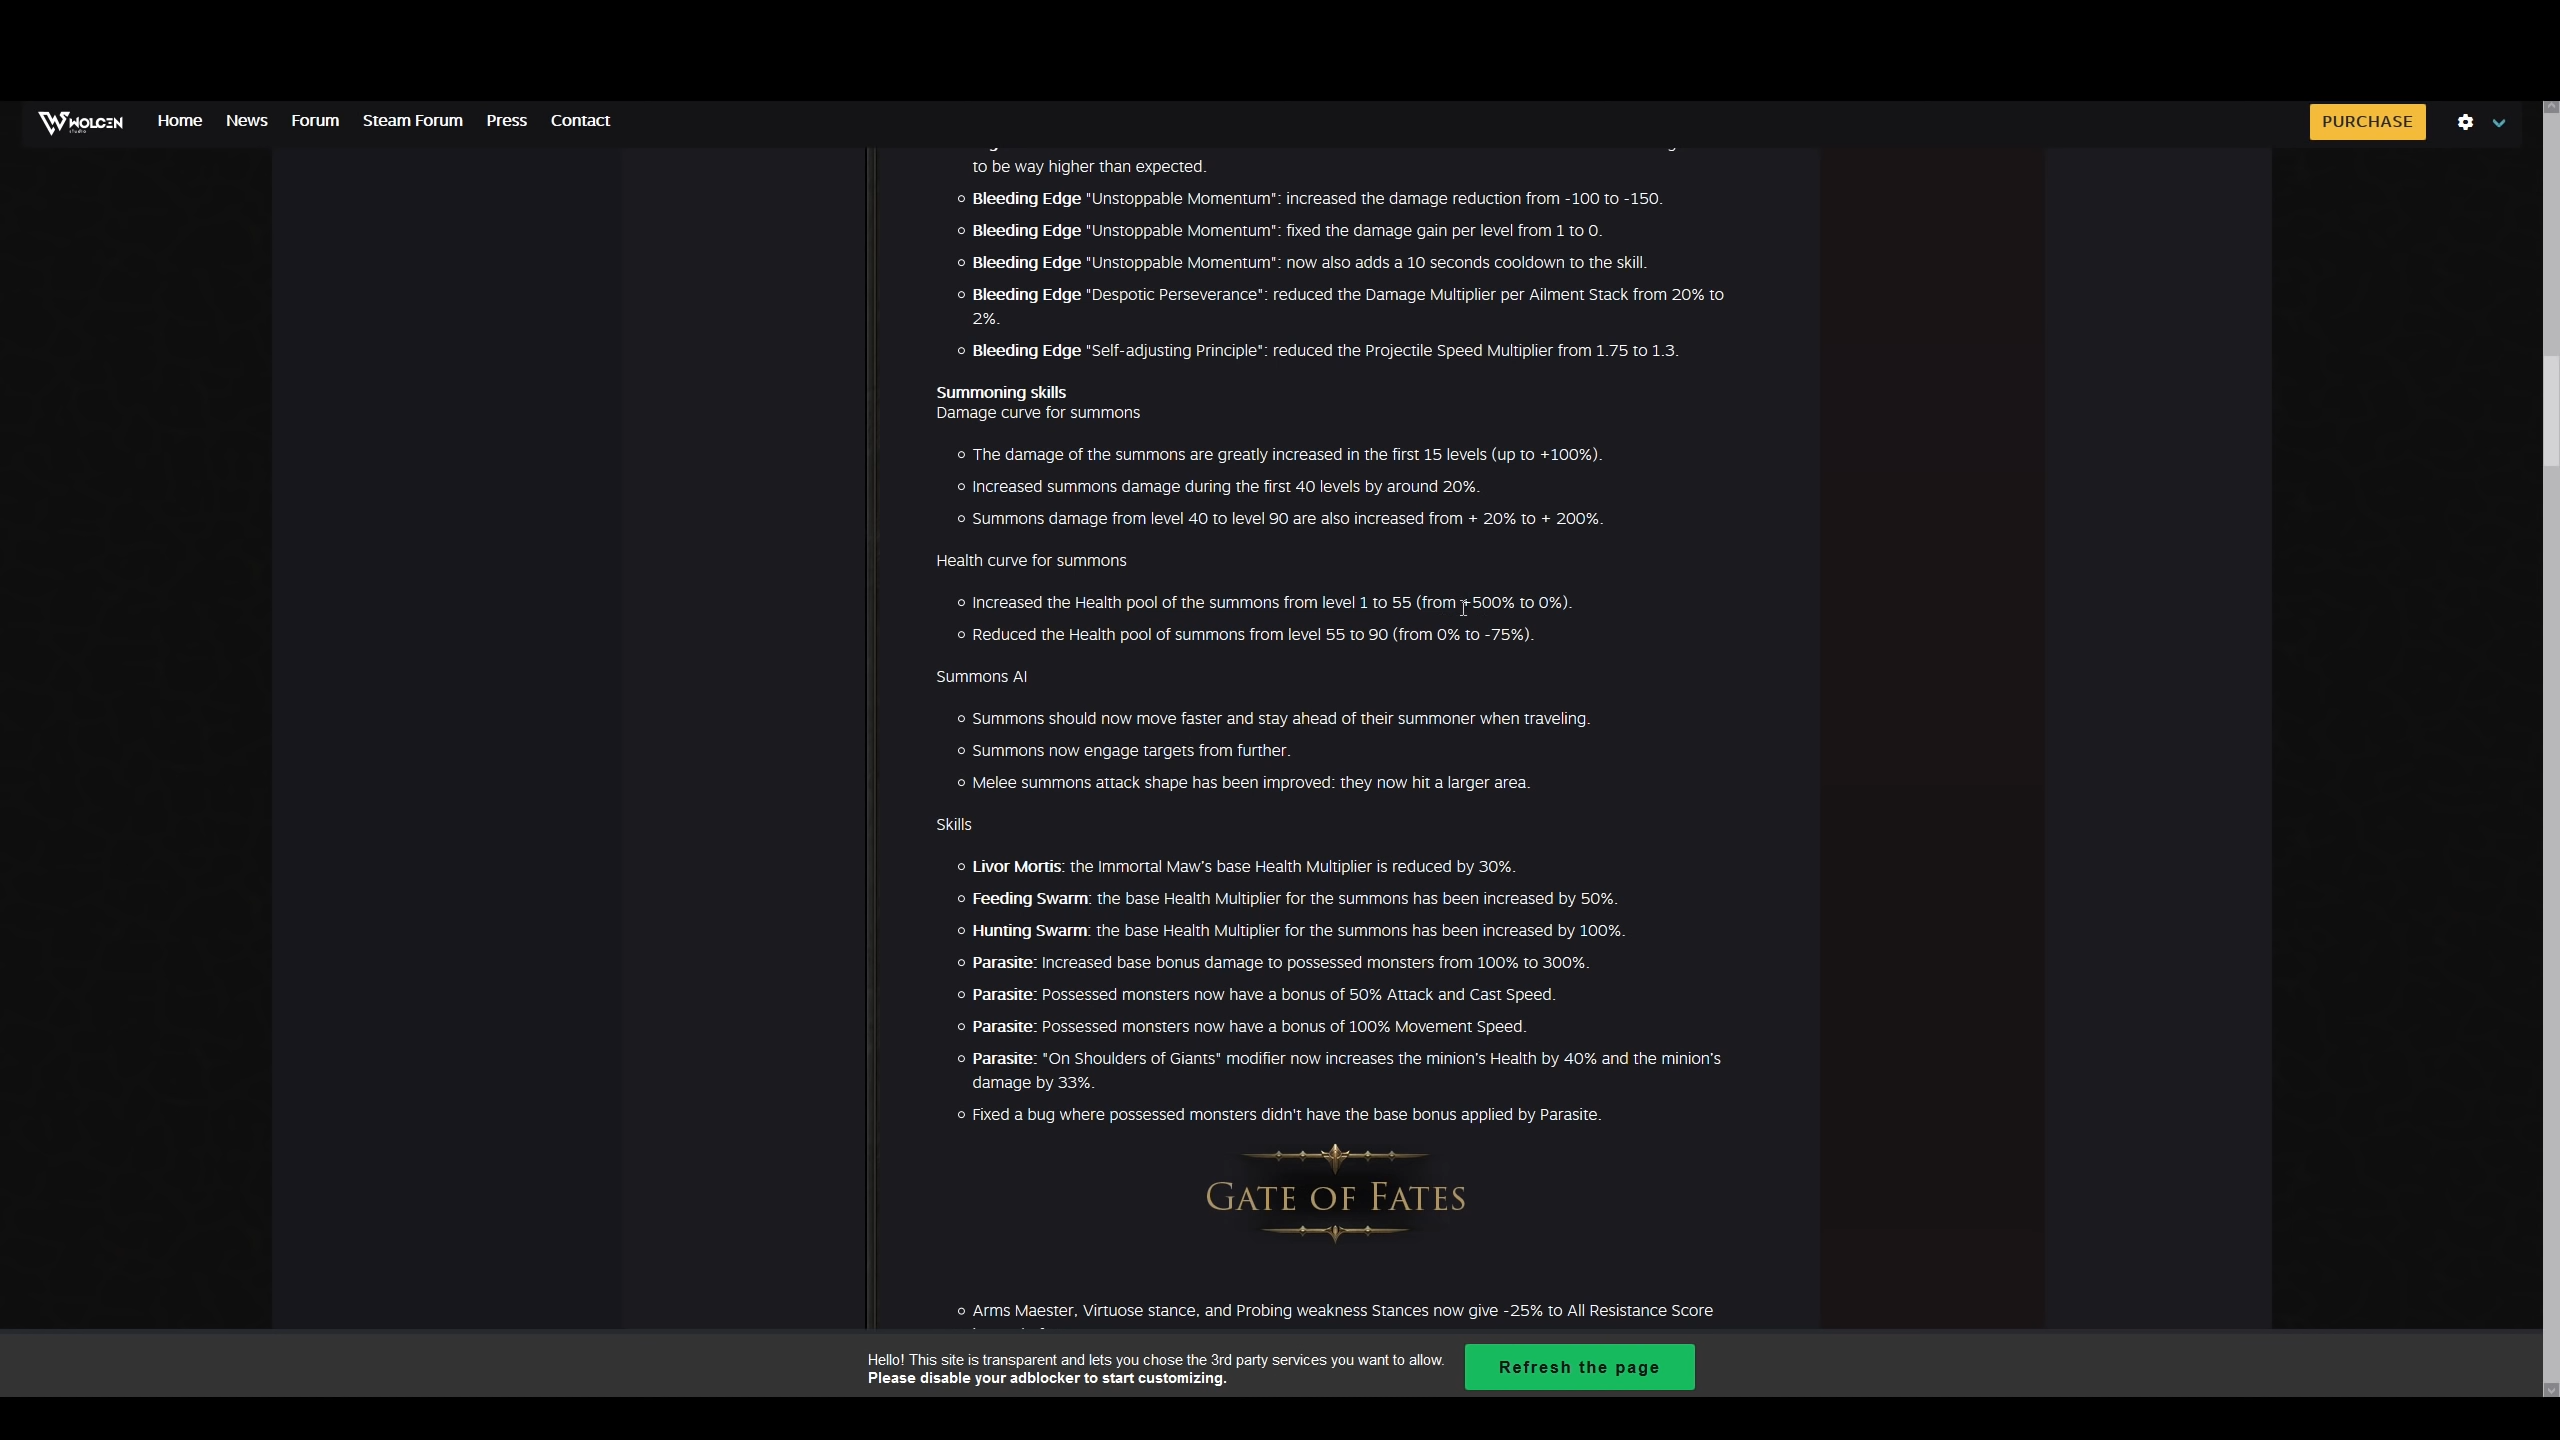 WOLCEN
studio
Home News Forum Steam Forum Press Contact
PURCHASE
to be way higher than expected.
Bleeding Edge "Unstoppable Momentum": increased the damage reduction from -100 to -150.
Bleeding Edge "Unstoppable Momentum": fixed the damage gain per level from 1 to 0.
Bleeding Edge "Unstoppable Momentum": now also adds a 10 seconds cooldown to the skill.
Bleeding Edge "Despotic Perseverance": reduced the Damage Multiplier per Ailment Stack from 20% to
2%.
Bleeding Edge "Self-adjusting Principle": reduced the Projectile Speed Multiplier from 1.75 to 1.3.
Summoning skills
Damage curve for summons
The damage of the summons are greatly increased in the first 15 levels (up to +100%).
Increased summons damage during the first 40 levels by around 20%.
Summons damage from level 40 to level 90 are also increased from + 20% to + 200%.
Health curve for summons
Increased the Health pool of the summons from level 1 to 55 (from +500% to 0%).
Reduced the Health pool of summons from level 55 to 90 (from 0% to -75%).
Summons AI
Summons should now move faster and stay ahead of their summoner when traveling.
Summons now engage targets from further.
Melee summons attack shape has been improved: they now hit a larger area.
Skills
Livor Mortis: the Immortal Maw's base Health Multiplier is reduced by 30%.
Feeding Swarm: the base Health Multiplier for the summons has been increased by 50%.
Hunting Swarm: the base Health Multiplier for the summons has been increased by 100%.
Parasite: Increased base bonus damage to possessed monsters from 100% to 300%.
Parasite: Possessed monsters now have a bonus of 50% Attack and Cast Speed.
Parasite: Possessed monsters now have a bonus of 100% Movement Speed.
Parasite: "On Shoulders of Giants" modifier now increases the minion's Health by 40% and the minion's
damage by 33%.
Fixed a bug where possessed monsters didn't have the base bonus applied by Parasite.
GATE OF FATES
Arms Maester, Virtuose stance, and Probing weakness Stances now give -25% to All Resistance Score
Hello! This site is transparent and lets you chose the 3rd party services you want to allow.
Please disable your adblocker to start customizing.
Refresh the page